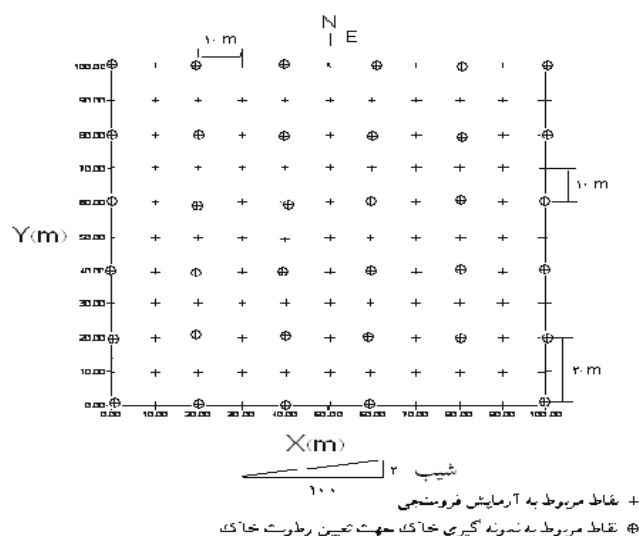 N
E
۱۰ m
100.00
90.00
80.00
70.00
60.00
50.00
40.00
30.00
20.00
10.00
0.00
Y(m)
۱۰ m
۲۰ m
0.00 10.00 20.00 30.00 40.00 50.00 60.00 70.00 80.00 90.00 100.00
X(m)
شیب
۲
۱۰۰
+ نقاط مربوط به آزمایش فروسنجی
⊕ نقاط مربوط به نمونه گیری خاک جهت تعیین رطوبت خاک